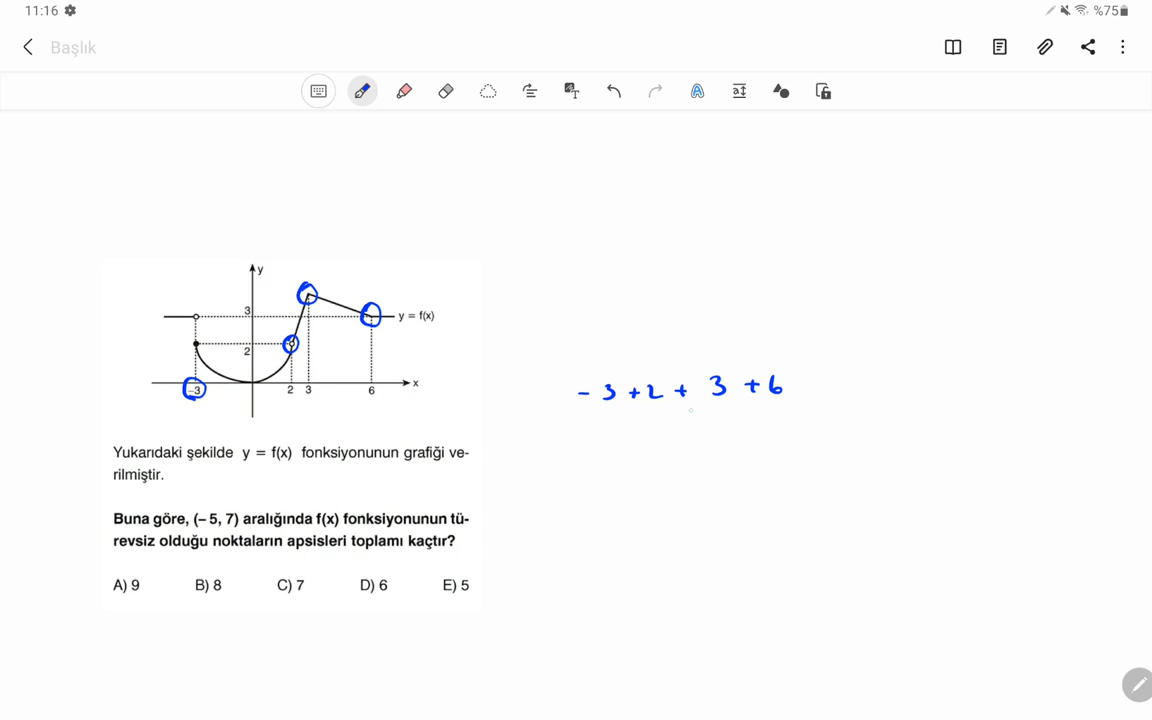 11:16 %75
Başlık
y
3
y = f(x)
2
-3 2 3 6 x
- 3 + 2 + 3 + 6
Yukarıdaki şekilde y = f(x) fonksiyonunun grafiği ve-
rilmiştir.
Buna göre, (– 5, 7) aralığında f(x) fonksiyonunun tü-
revsiz olduğu noktaların apsisleri toplamı kaçtır?
A) 9 B) 8 C) 7 D) 6 E) 5